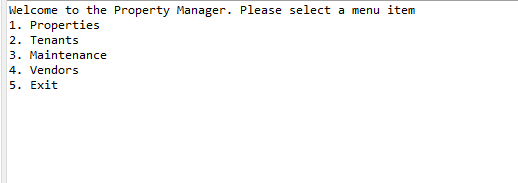 Welcome to the Property Manager. Please select a menu item
1. Properties
2. Tenants
3. Maintenance
4. Vendors
5. Exit